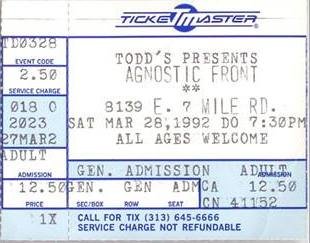 TICKETMASTER
TD0328
EVENT CODE
2.50
SERVICE CHARGE
018 0
2023
27MAR2
ADULT
ADMISSION
12.50
PRICE
1X
TODD'S PRESENTS
AGNOSTIC FRONT
**
8139 E. 7 MILE RD.
SAT MAR 28,1992 DO 7:30PM
ALL AGES WELCOME
GEN. ADMISSION ADULT
ADMISSION
GEN. GEN ADM CA 12.50
SEC/BOX ROW SEAT PRICE
CN 41152
CALL FOR TIX (313) 645-6666
SERVICE CHARGE NOT REFUNDABLE